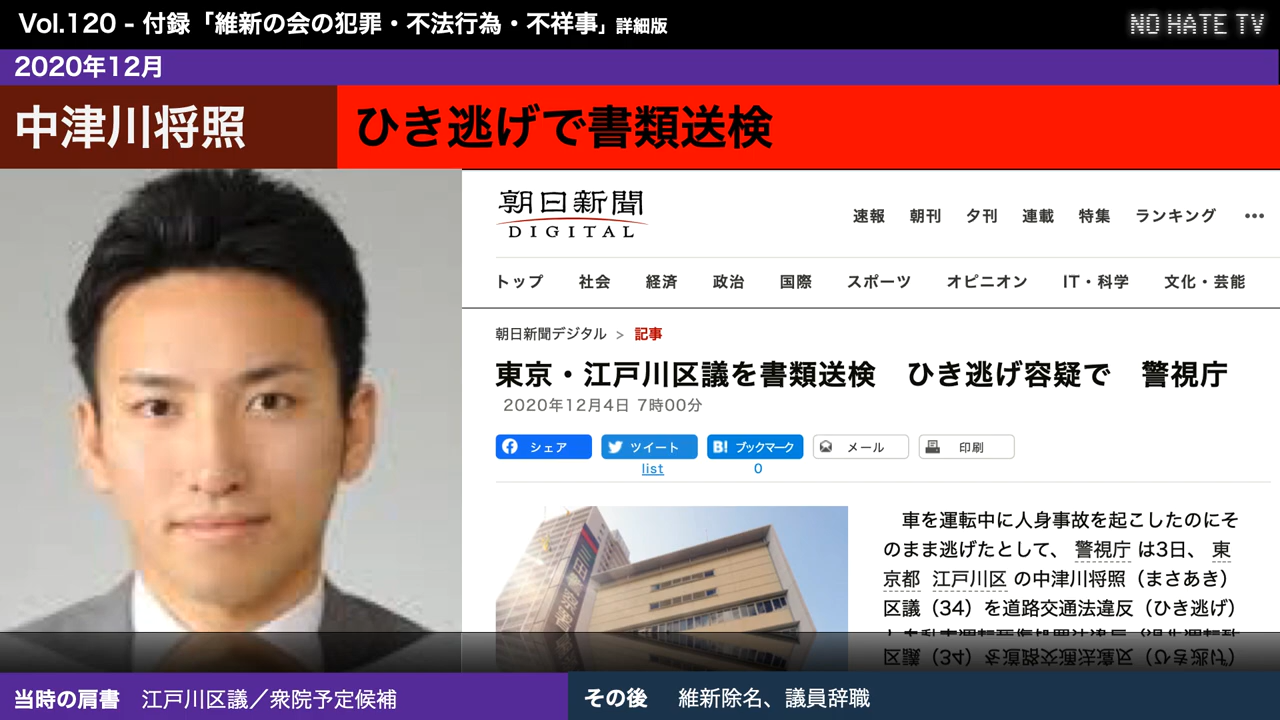 Vol.120 - 付録「維新の会の犯罪・不法行為・不祥事」詳細版
NO HATE TV
2020年12月
中津川将照
ひき逃げで書類送検
朝日新聞
DIGITAL
速報 朝刊 夕刊 連載 特集 ランキング •••
トップ 社会 経済 政治 国際 スポーツ オピニオン IT・科学 文化・芸能
朝日新聞デジタル > 記事
東京・江戸川区議を書類送検 ひき逃げ容疑で 警視庁
2020年12月4日 7時00分
シェア ツイート B! ブックマーク メール 印刷
list 0
車を運転中に人身事故を起こしたのにそ
のまま逃げたとして、警視庁は3日、東
京都 江戸川区の中津川将照（まさあき）
区議（34）を道路交通法違反（ひき逃げ）
当時の肩書 江戸川区議／衆院予定候補
その後 維新除名、議員辞職